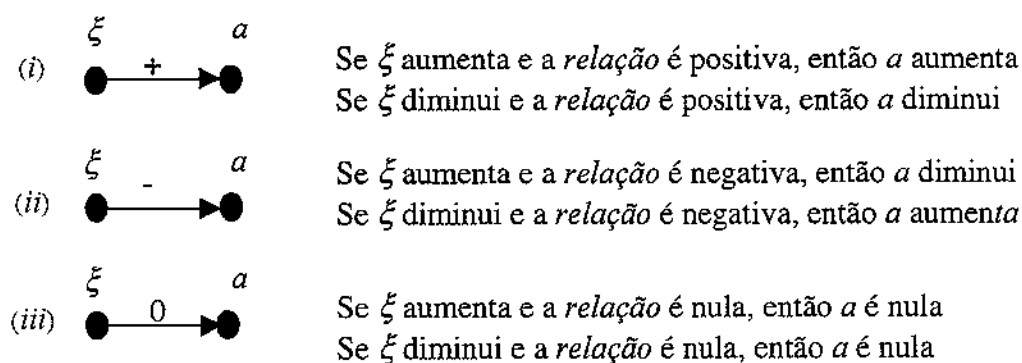 ξ a
(i) + Se ξ aumenta e a relação é positiva, então a aumenta
Se ξ diminui e a relação é positiva, então a diminui
ξ a
(ii) - Se ξ aumenta e a relação é negativa, então a diminui
Se ξ diminui e a relação é negativa, então a aumenta
ξ a
(iii) 0 Se ξ aumenta e a relação é nula, então a é nula
Se ξ diminui e a relação é nula, então a é nula